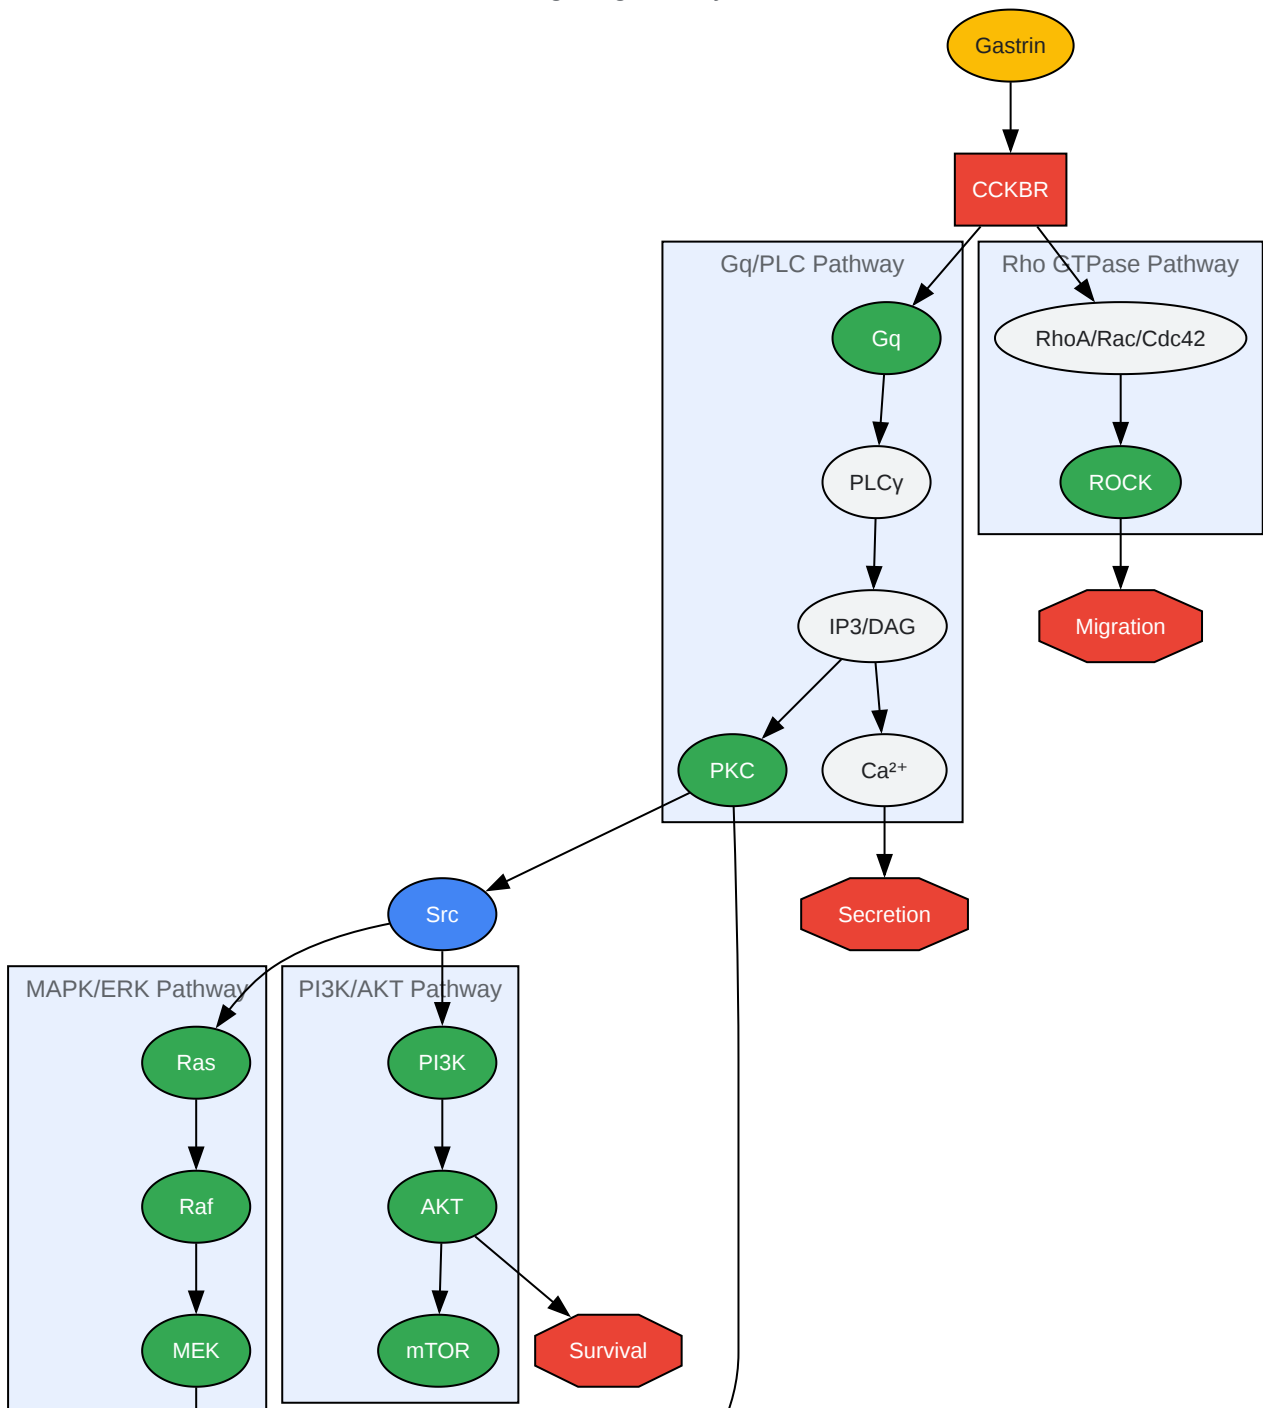 Gastrin
CCKBR
Gq/PLC Pathway
Rho GTPase Pathway
Gq
RhoA/Rac/Cdc42
PLCγ
ROCK
IP3/DAG
Migration
PKC
Ca²⁺
Src
Secretion
MAPK/ERK Pathway
PI3K/AKT Pathway
Ras
PI3K
Raf
AKT
MEK
mTOR
Survival